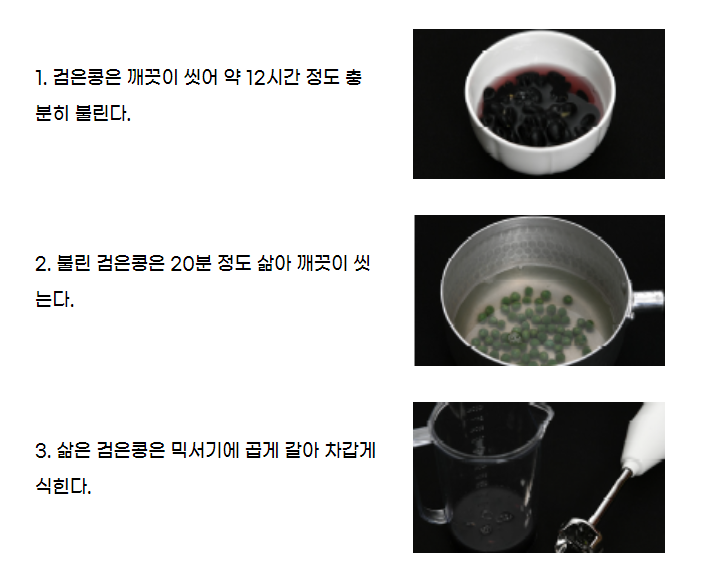 1. 검은콩은 깨끗이 씻어 약 12시간 정도 충
분히 불린다.
2. 불린 검은콩은 20분 정도 삶아 깨끗이 씻
는다.
3. 삶은 검은콩은 믹서기에 곱게 갈아 차갑게
식힌다.